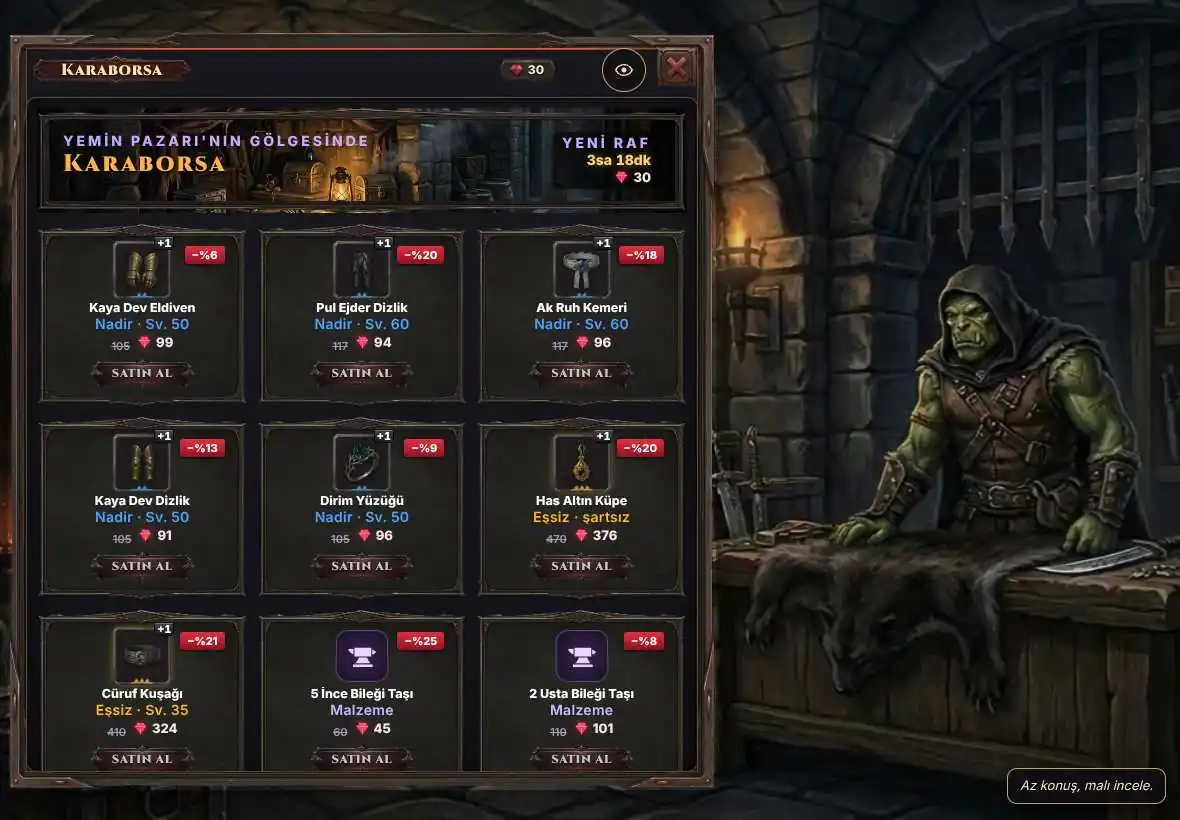 KARABORSA
30
YEMİN PAZARI'NIN GÖLGESİNDE
KARABORSA
YENİ RAF
3sa 18dk
30
+1
-%6
Kaya Dev Eldiven
Nadir · Sv. 50
105 99
SATIN AL
+1
-%20
Pul Ejder Dizlik
Nadir · Sv. 60
117 94
SATIN AL
+1
-%18
Ak Ruh Kemeri
Nadir · Sv. 60
117 96
SATIN AL
+1
-%13
Kaya Dev Dizlik
Nadir · Sv. 50
105 91
SATIN AL
+1
-%9
Dirim Yüzüğü
Nadir · Sv. 50
105 96
SATIN AL
+1
-%20
Has Altın Küpe
Eşsiz · şartsız
470 376
SATIN AL
+1
-%21
Cüruf Kuşağı
Eşsiz · Sv. 35
410 324
SATIN AL
-%25
5 İnce Bileği Taşı
Malzeme
60 45
SATIN AL
-%8
2 Usta Bileği Taşı
Malzeme
110 101
SATIN AL
Az konuş, malı incele.